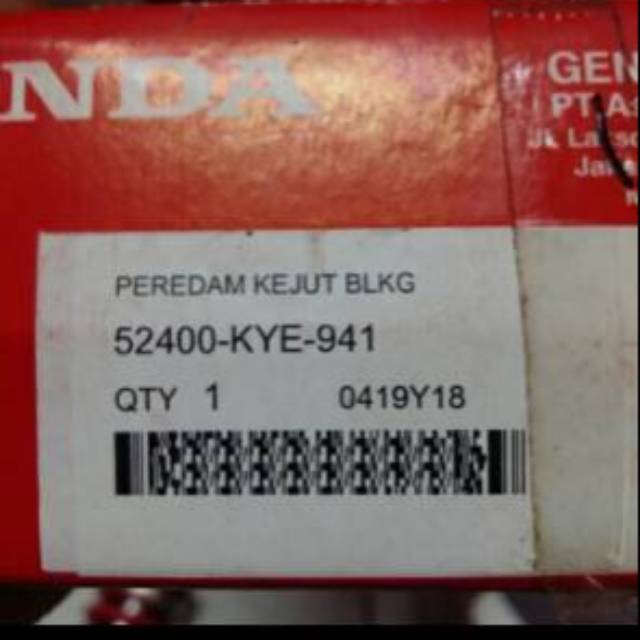 NDA
GEN
PT. AS
PEREDAM KEJUT BLKG
52400-KYE-941
QTY 1 0419Y18